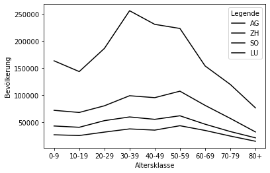 250000
200000
150000
100000
50000
Bevölkerung
Legende
AG
ZH
SO
LU
0-9 10-19 20-29 30-39 40-49 50-59 60-69 70-79 80+
Altersklasse